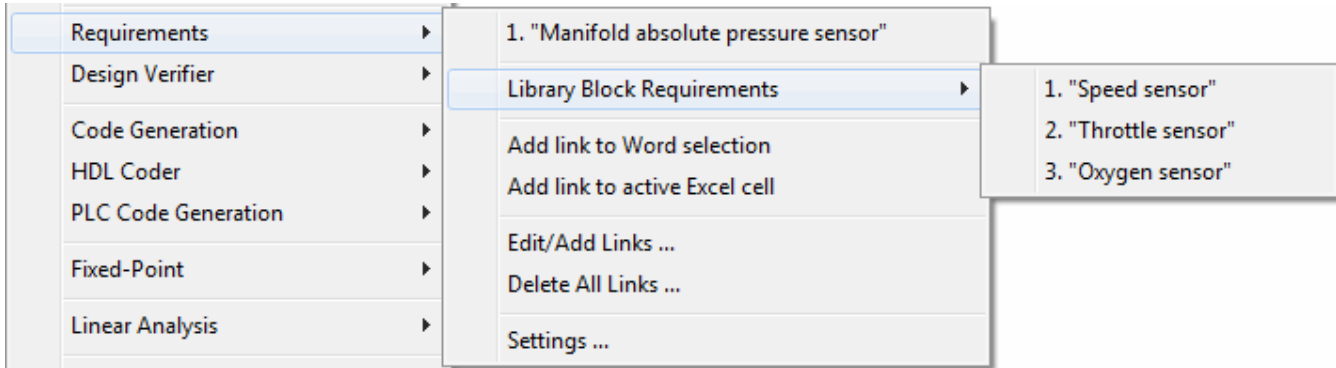 Requirements
Design Verifier
Code Generation
HDL Coder
PLC Code Generation
Fixed-Point
Linear Analysis
1. "Manifold absolute pressure sensor"
Library Block Requirements
Add link to Word selection
Add link to active Excel cell
Edit/Add Links ...
Delete All Links ...
Settings ...
1. "Speed sensor"
2. "Throttle sensor"
3. "Oxygen sensor"